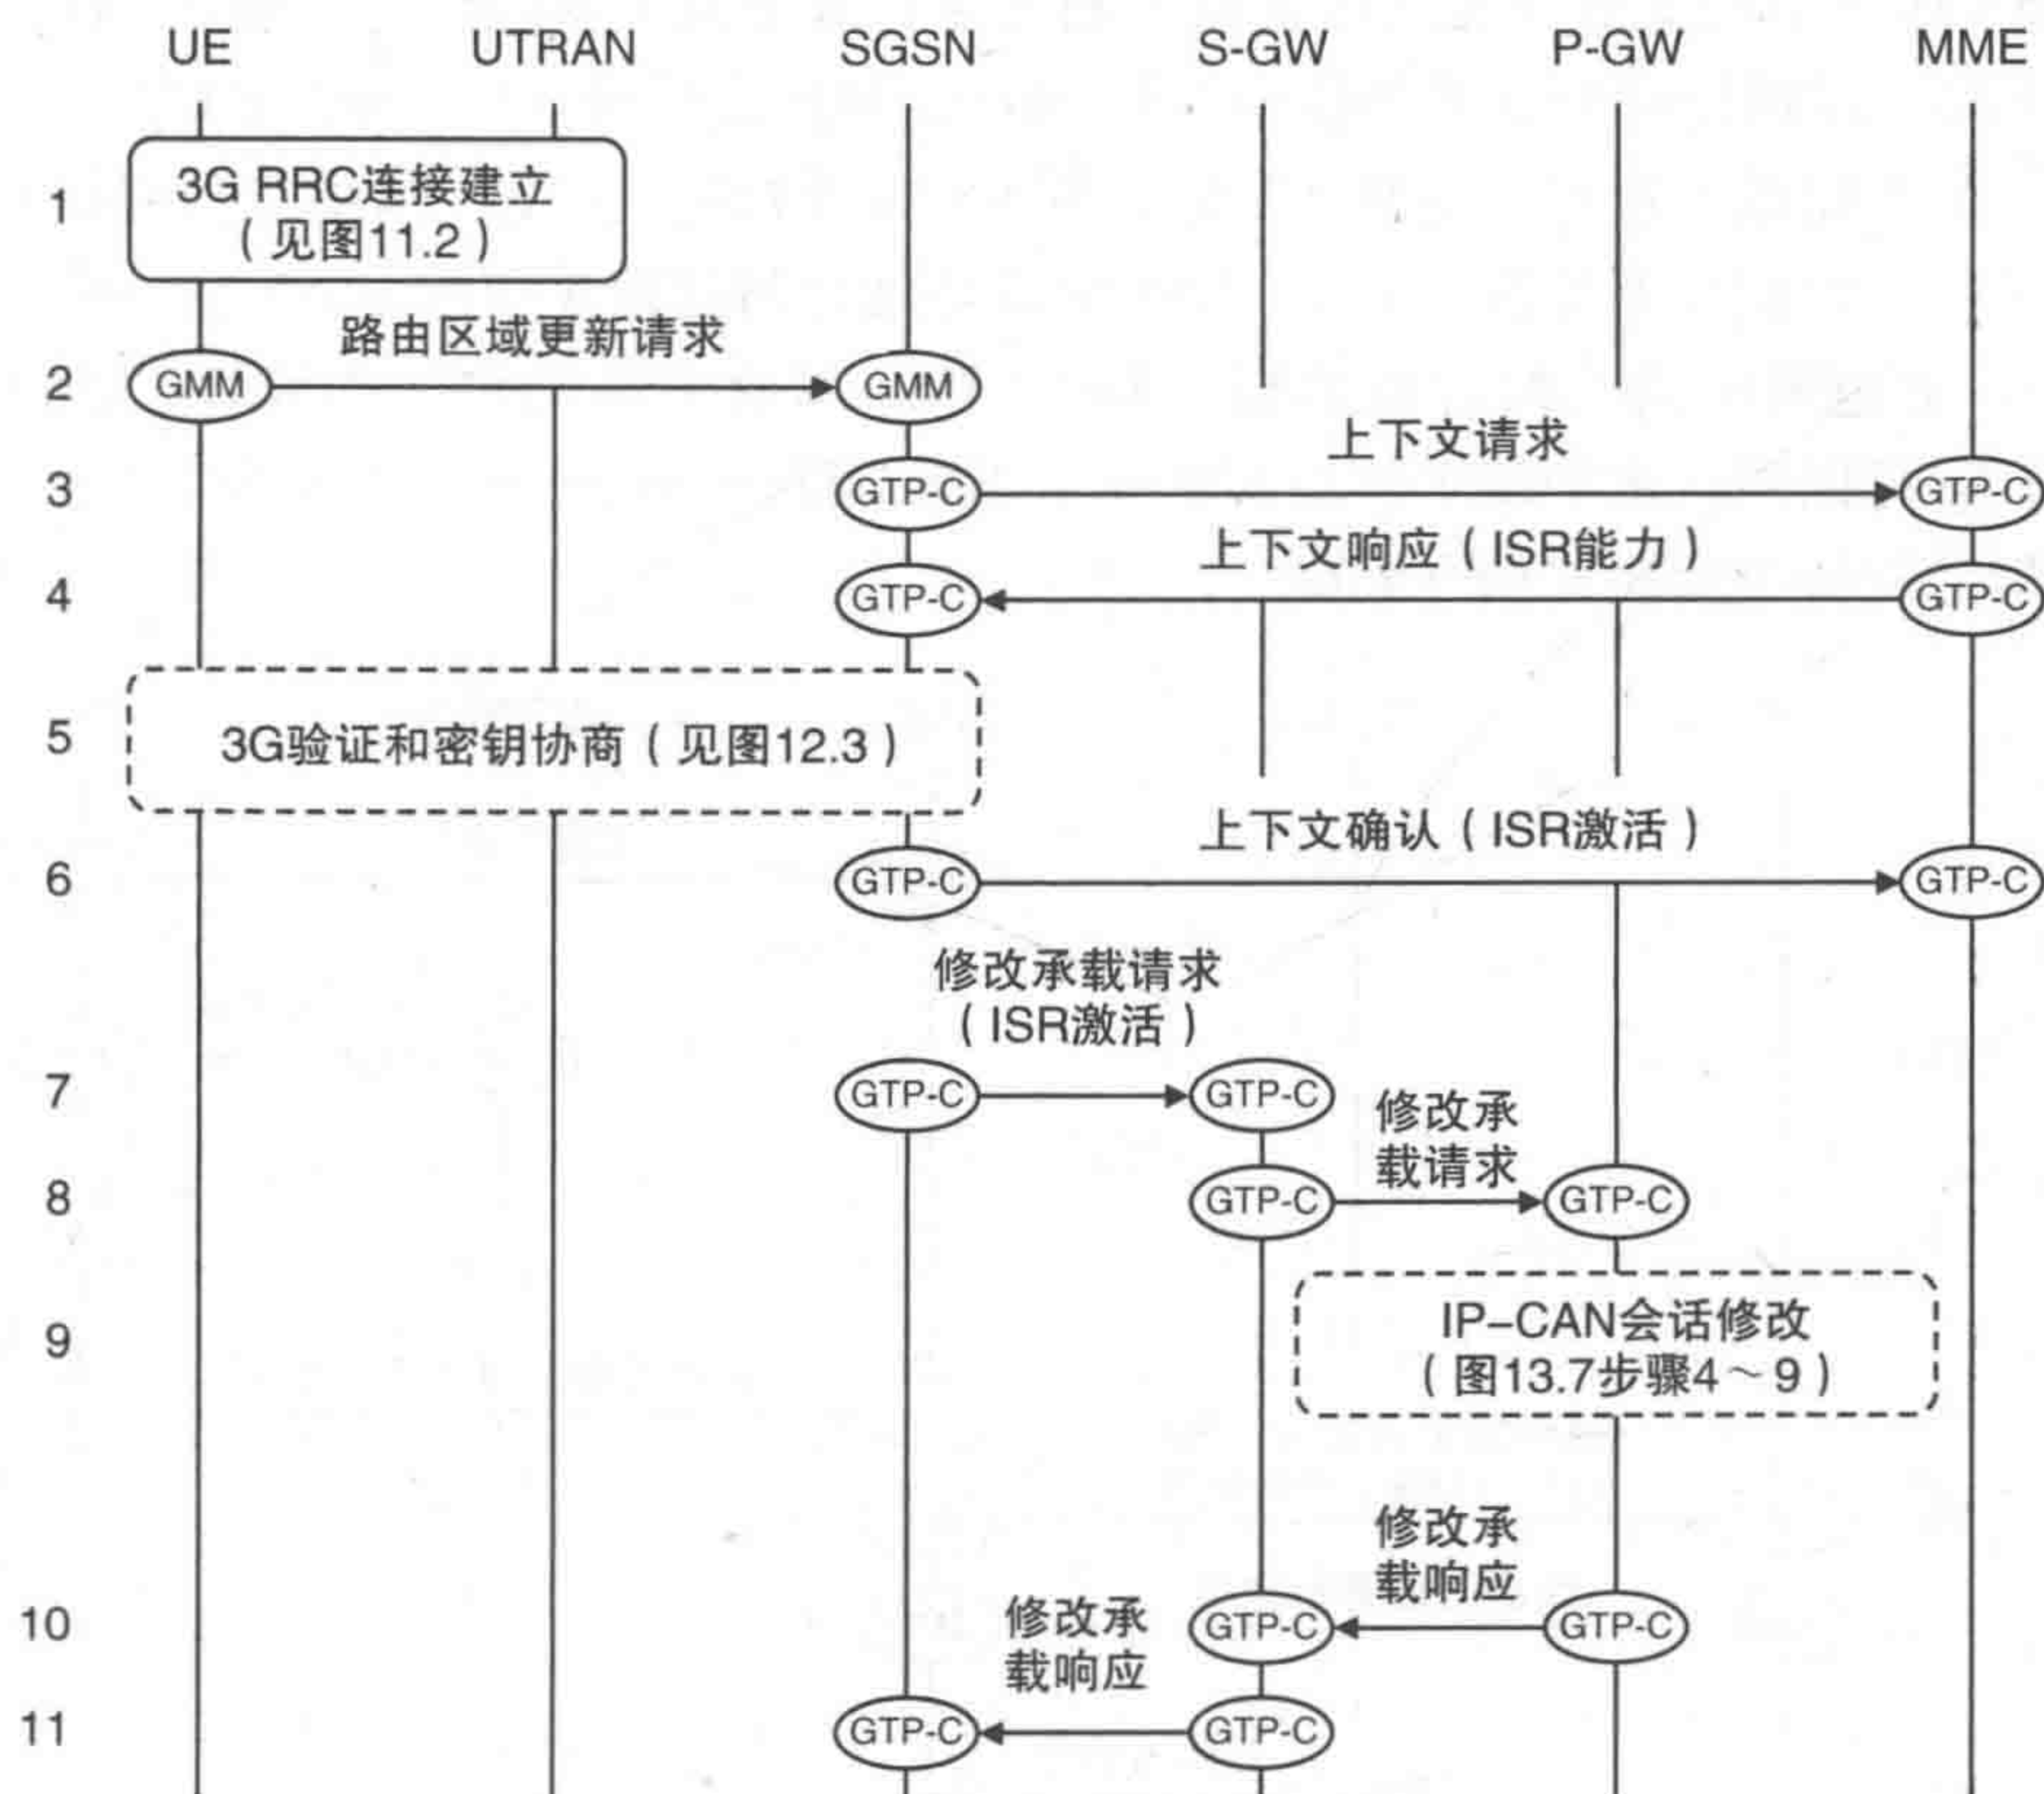 UE UTRAN SGSN S-GW P-GW MME
1
3G RRC连接建立
（见图11.2）
路由区域更新请求
2 GMM GMM
上下文请求
3 GTP-C GTP-C
上下文响应（ISR能力）
4 GTP-C GTP-C
5 3G验证和密钥协商（见图12.3）
上下文确认（ISR激活）
6 GTP-C GTP-C
修改承载请求
（ISR激活）
7 GTP-C GTP-C
修改承
载请求
8 GTP-C GTP-C
9
IP–CAN会话修改
（图13.7步骤4～9）
修改承
载响应
10 GTP-C GTP-C
修改承
载响应
11 GTP-C GTP-C